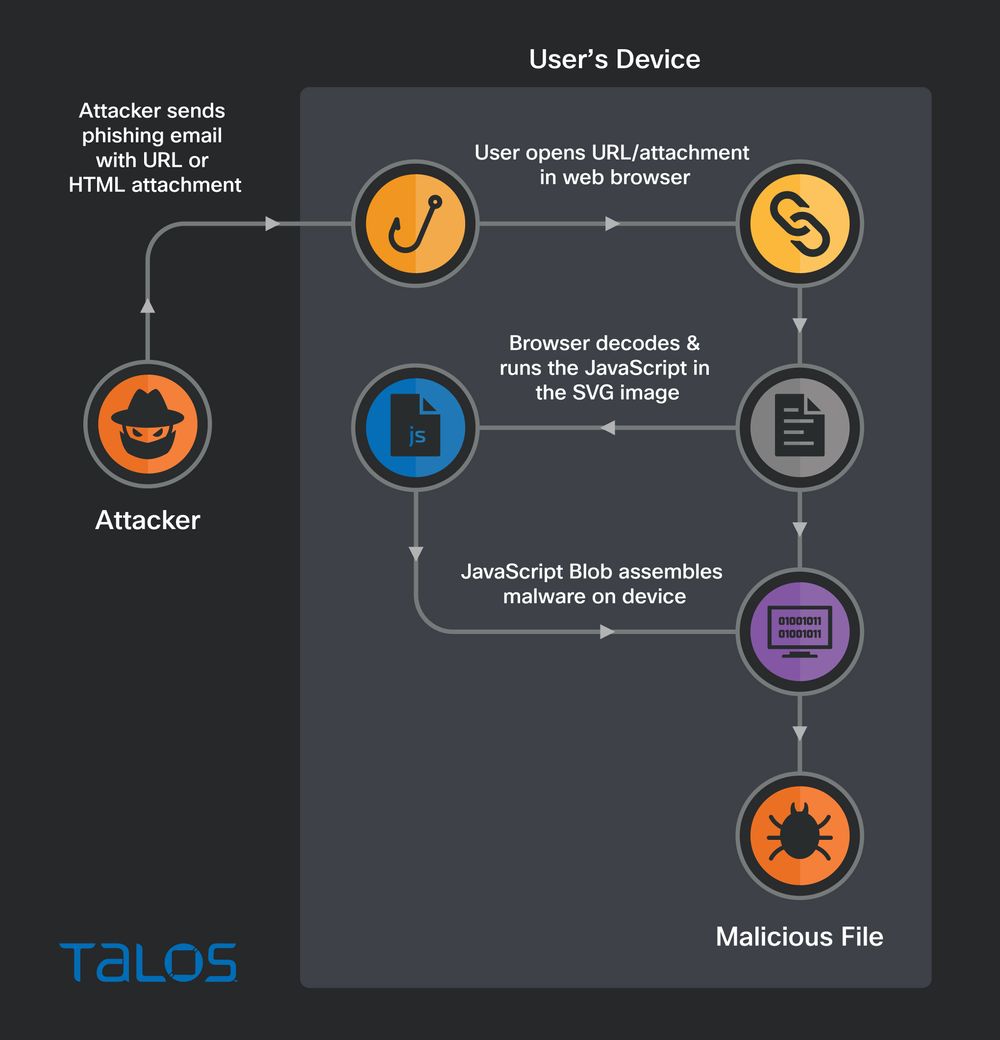 User's Device
Attacker sends
phishing email
with URL or
HTML attachment
User opens URL/attachment
in web browser
Browser decodes &
runs the JavaScript in
the SVG image
js
Attacker
JavaScript Blob assembles
malware on device
01001011
01001011
Malicious File
TALOS